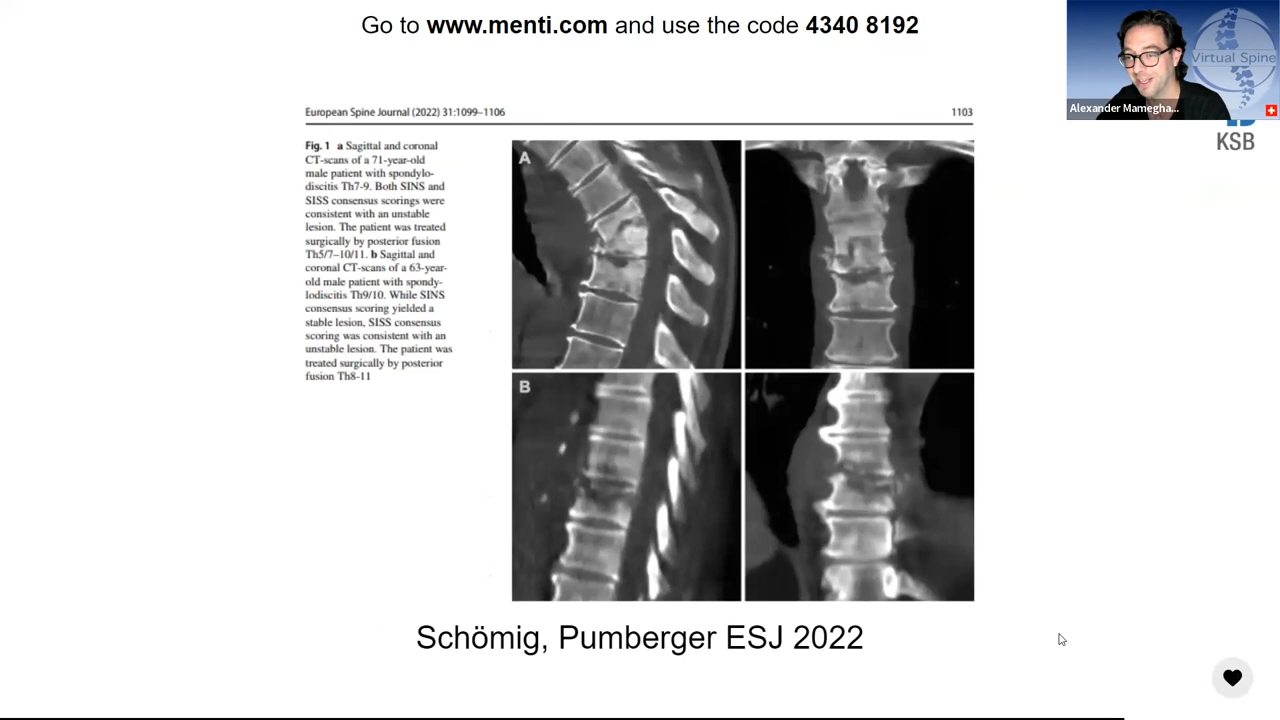 Go to www.menti.com and use the code 4340 8192
Virtual Spine
Alexander Mamegha...
KSB
European Spine Journal (2022) 31:1099–1106
1103
Fig. 1 a Sagittal and coronal
CT-scans of a 71-year-old
male patient with spondylo-
discitis Th7-9. Both SINS and
SISS consensus scorings were
consistent with an unstable
lesion. The patient was treated
surgically by posterior fusion
Th5/7–10/11. b Sagittal and
coronal CT-scans of a 63-year-
old male patient with spondy-
lodiscitis Th9/10. While SINS
consensus scoring yielded a
stable lesion, SISS consensus
scoring was consistent with an
unstable lesion. The patient was
treated surgically by posterior
fusion Th8-11
A
B
Schömig, Pumberger ESJ 2022